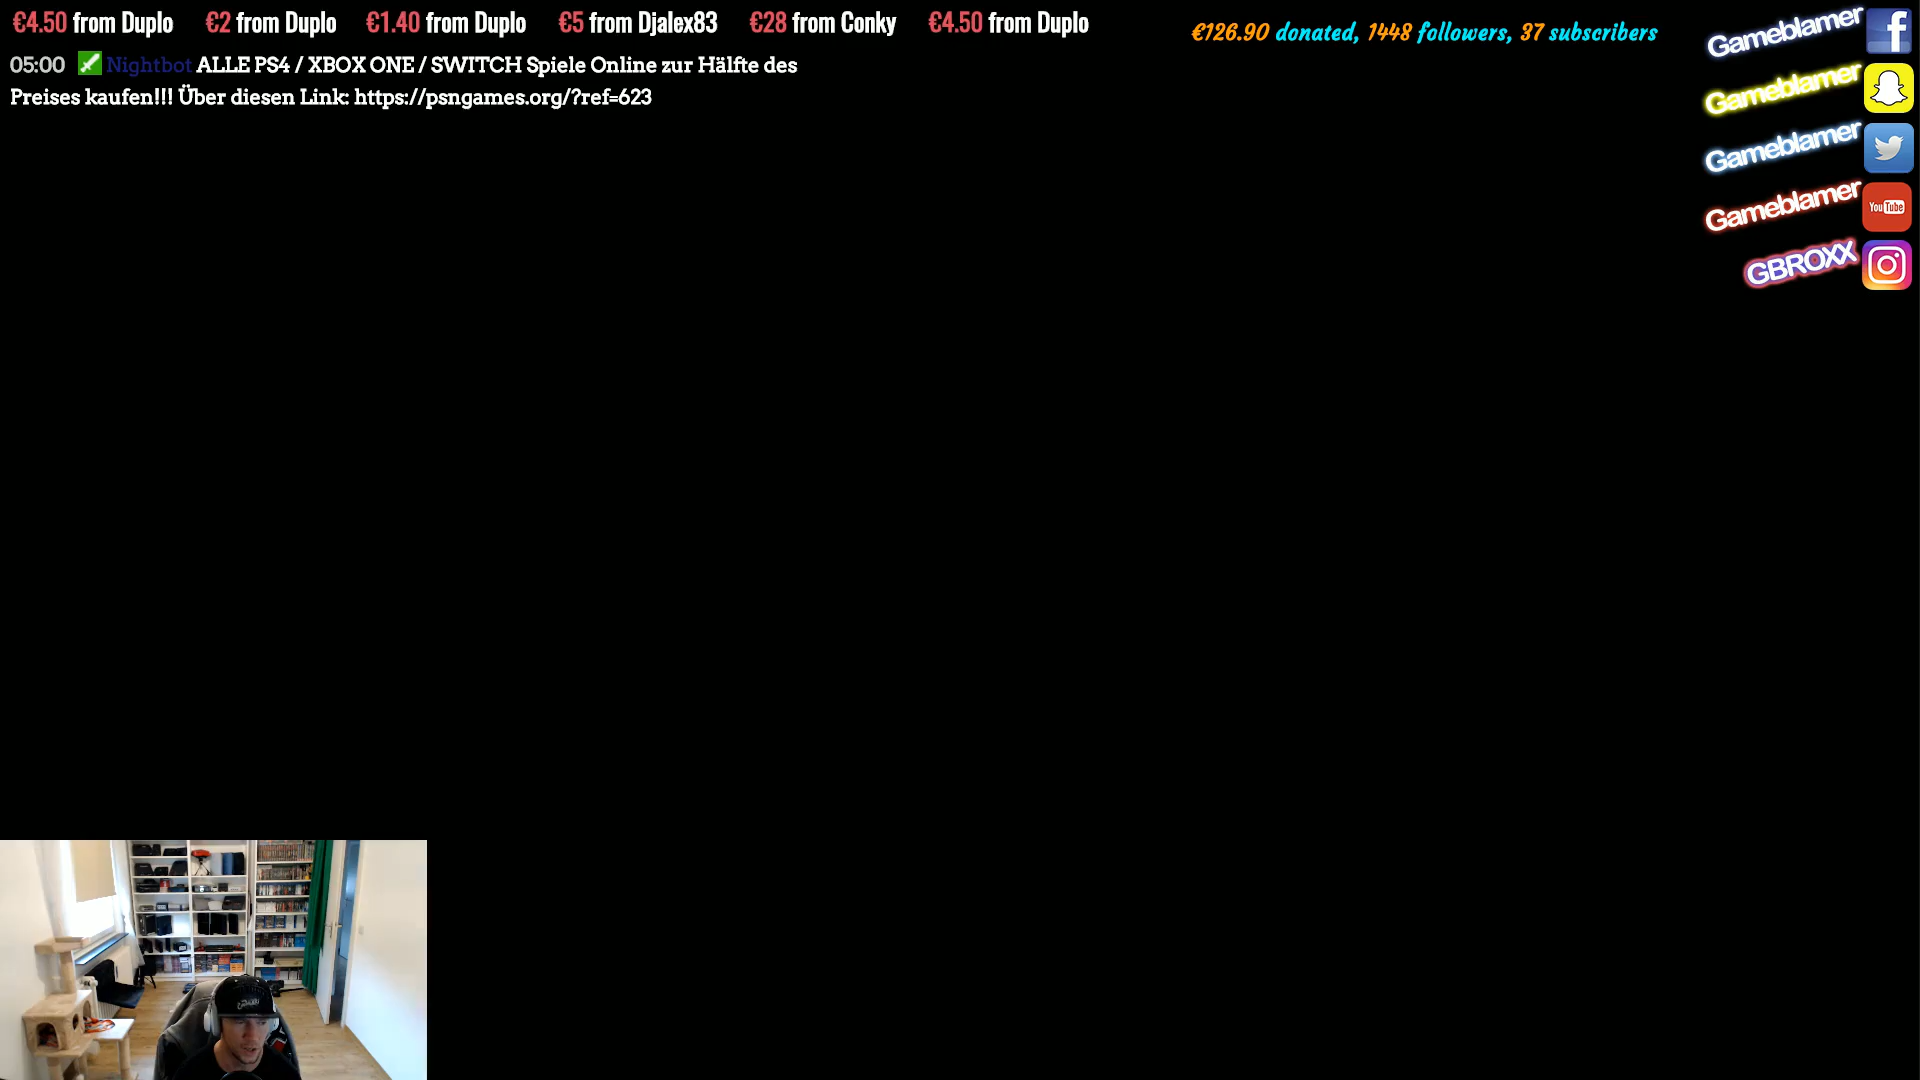 €4.50 from Duplo €2 from Duplo €1.40 from Duplo €5 from Djalex83 €28 from Conky €4.50 from Duplo
€126.90 donated, 1448 followers, 37 subscribers
05:00 Nightbot ALLE PS4 / XBOX ONE / SWITCH Spiele Online zur Hälfte des
Preises kaufen!!! Über diesen Link: https://psngames.org/?ref=623
Gameblamer
Gameblamer
Gameblamer
Gameblamer
You Tube
GBROXX